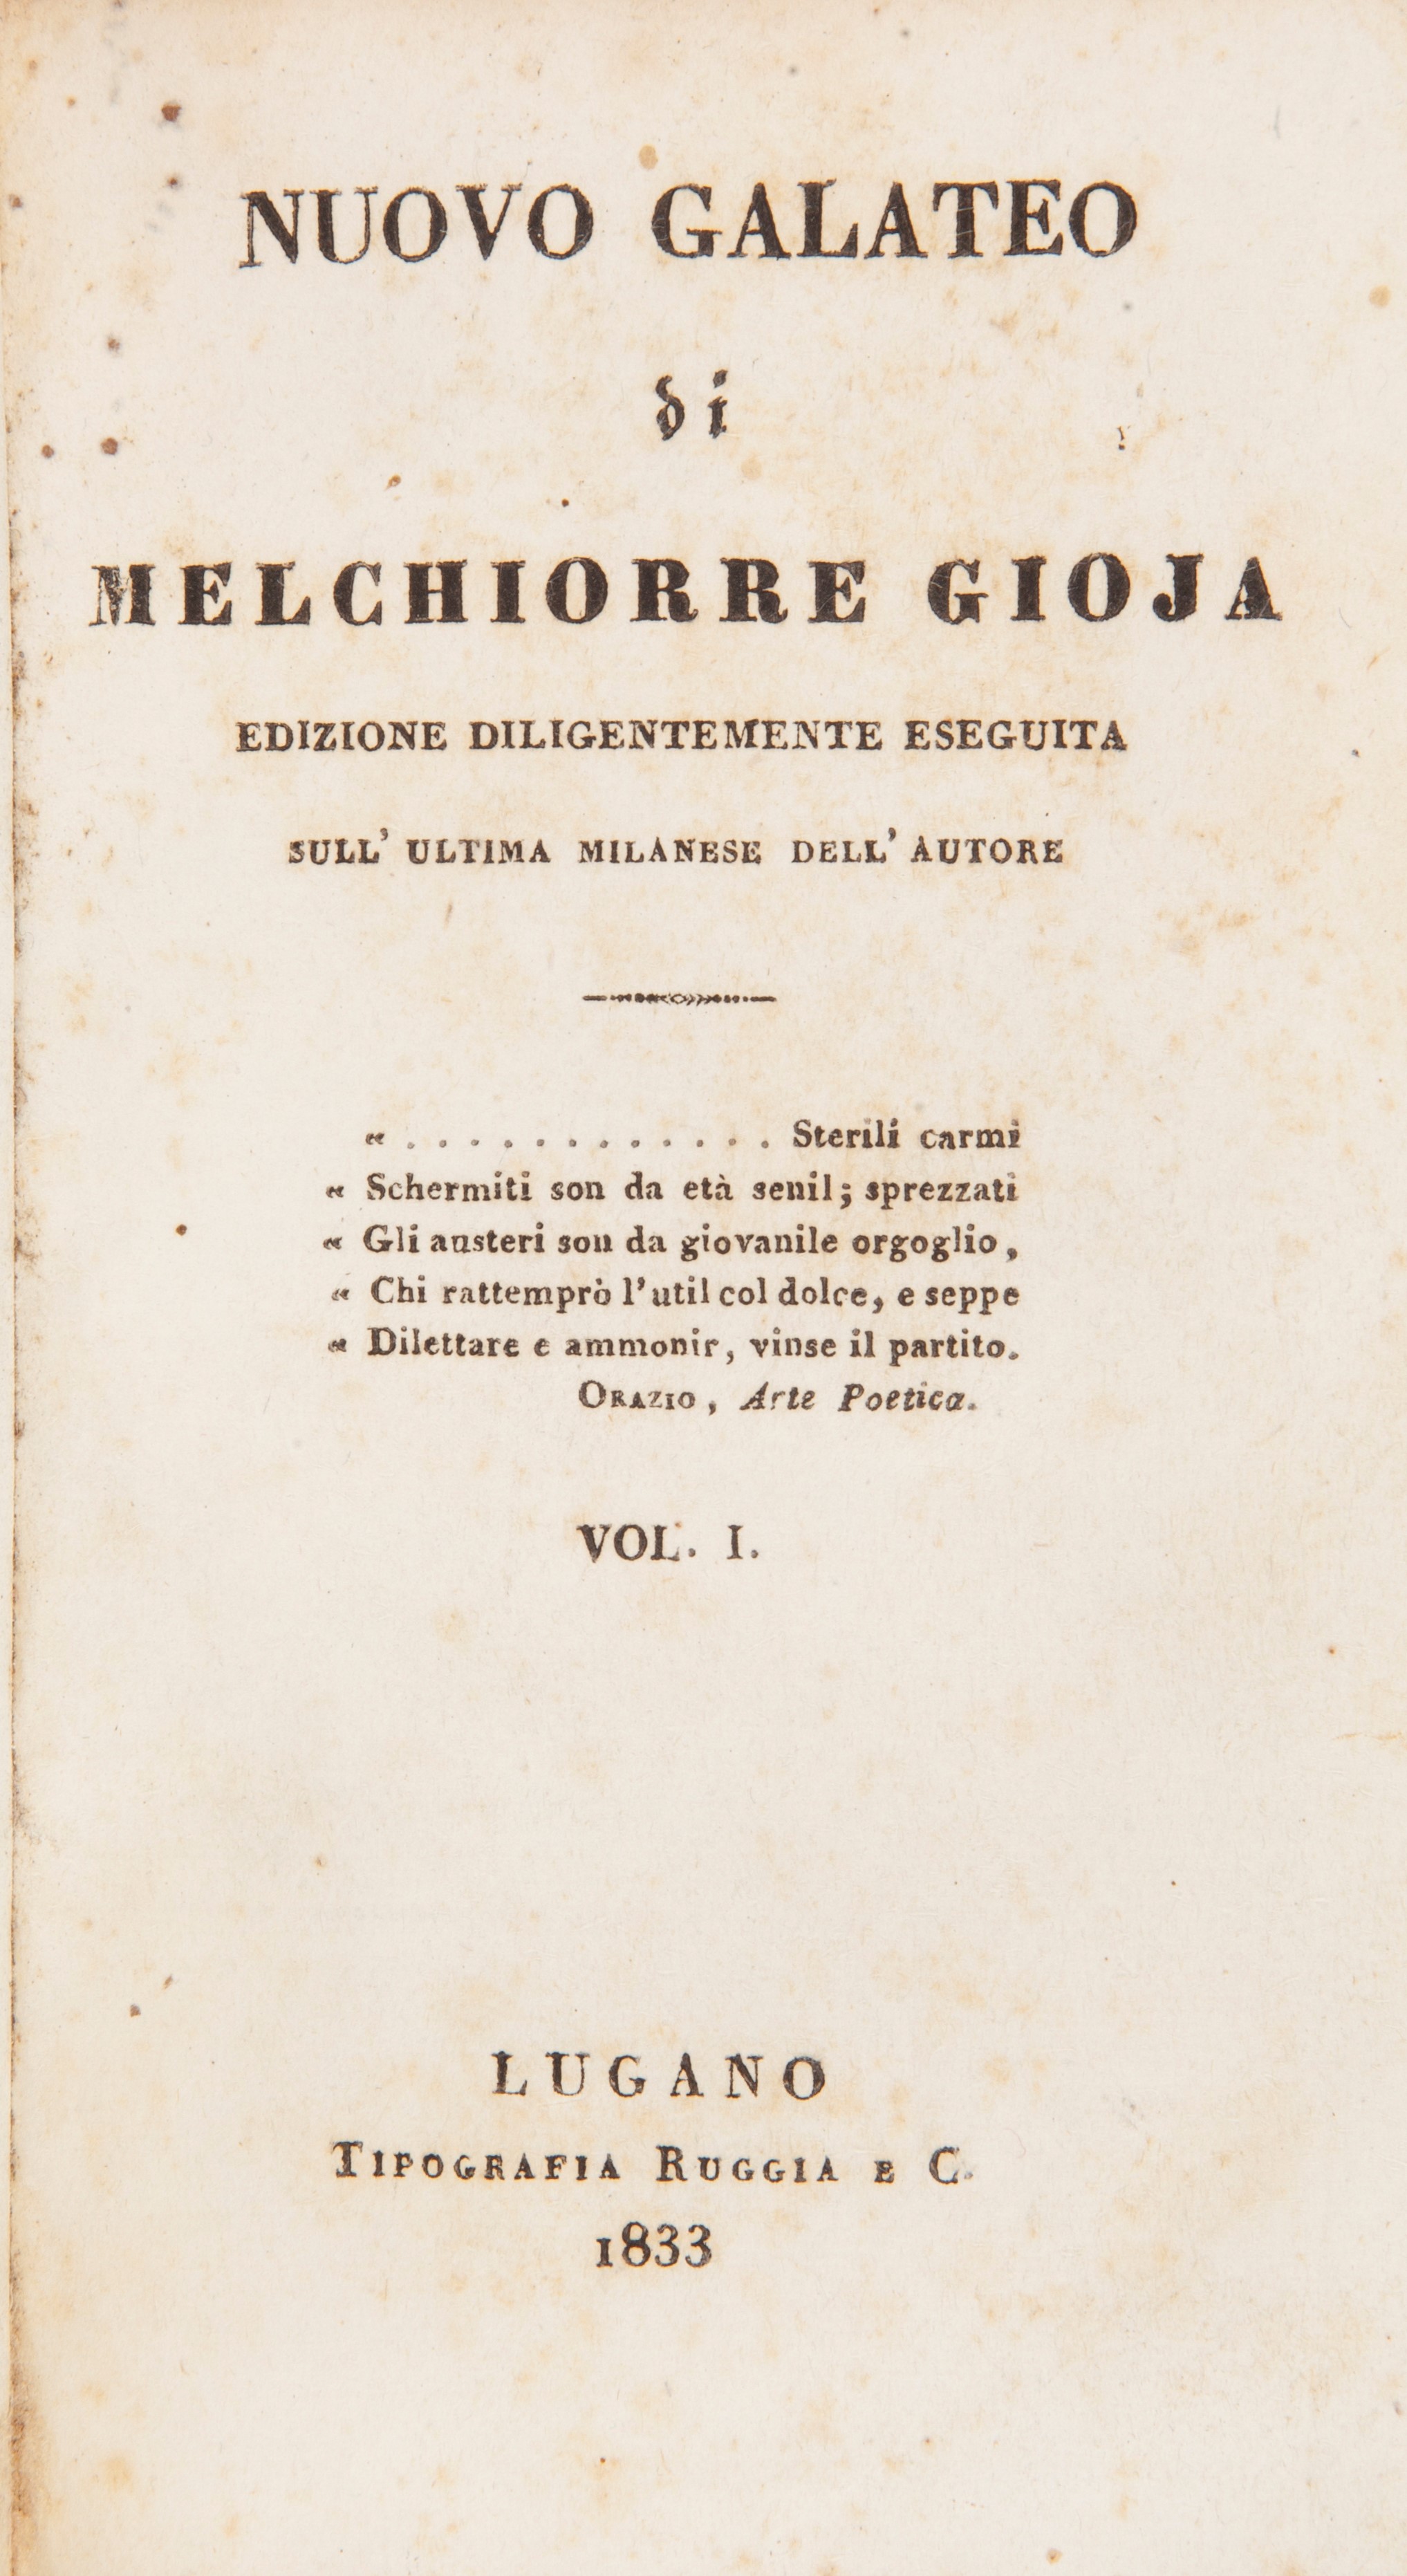 NUOVO GALATEO
di
MELCHIORRE GIOJA
EDIZIONE DILIGENTEMENTE ESEGUITA
SULL' ULTIMA MILANESE DELL' AUTORE
« . . . . . . . . . . . . Sterili carmi
« Schermiti son da età senil; sprezzati
« Gli austeri son da giovanile orgoglio,
« Chi rattemprò l'util col dolce, e seppe
« Dilettare e ammonir, vinse il partito.
ORAZIO, Arte Poetica.
VOL. I.
LUGANO
TIPOGRAFIA RUGGIA E C.
1833